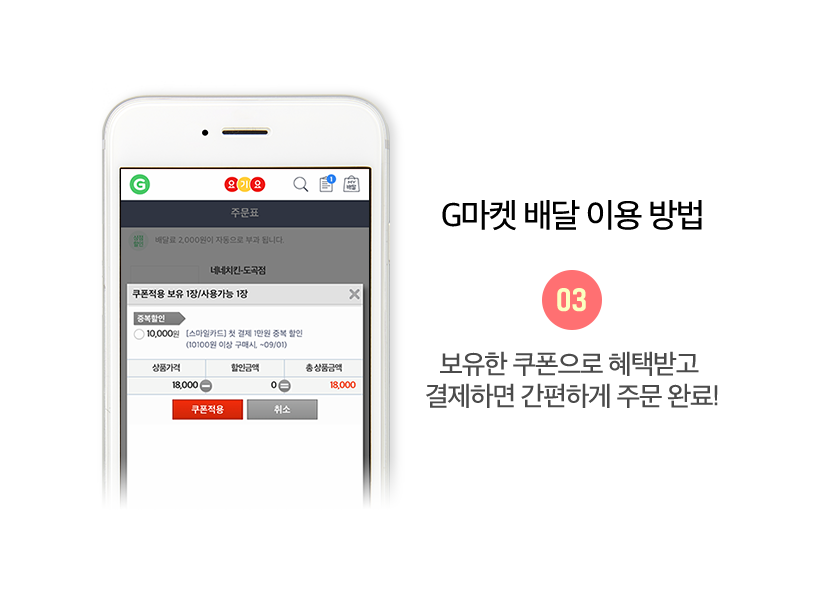 G
요기요
1
MY
배달
주문표
배달료 2,000원이 자동으로 부과 됩니다
네네치킨-도곡점
쿠폰적용 보유 1장/사용가능 1장
중복할인
10,000원 [스마일카드] 첫 결제 1만원 중복 할인
(10100원 이상 구매시, ~09/01)
상품가격 할인금액 총 상품금액
18,000 0 18,000
쿠폰적용 취소
G마켓 배달 이용 방법
03
보유한 쿠폰으로 혜택받고
결제하면 간편하게 주문 완료!